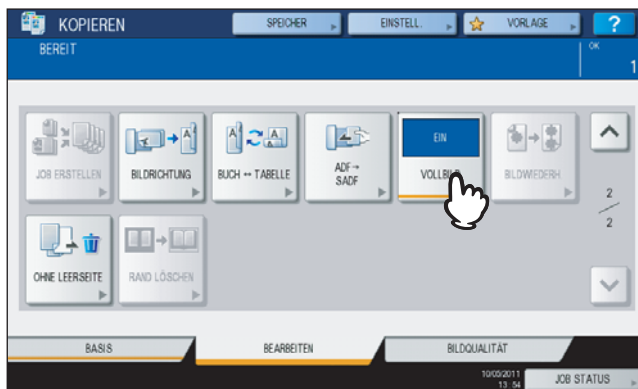 KOPIEREN
SPEICHER
EINSTELL.
VORLAGE
?
BEREIT
OK
1
JOB ERSTELLEN
BILDRICHTUNG
BUCH ↔ TABELLE
ADF→
SADF
EIN
VOLLBILD
BILDWIEDERH
2
2
OHNE LEERSEITE
RAND LÖSCHEN
BASIS
BEARBEITEN
BILDQUALITÄT
10/05/2011
13:54
JOB STATUS